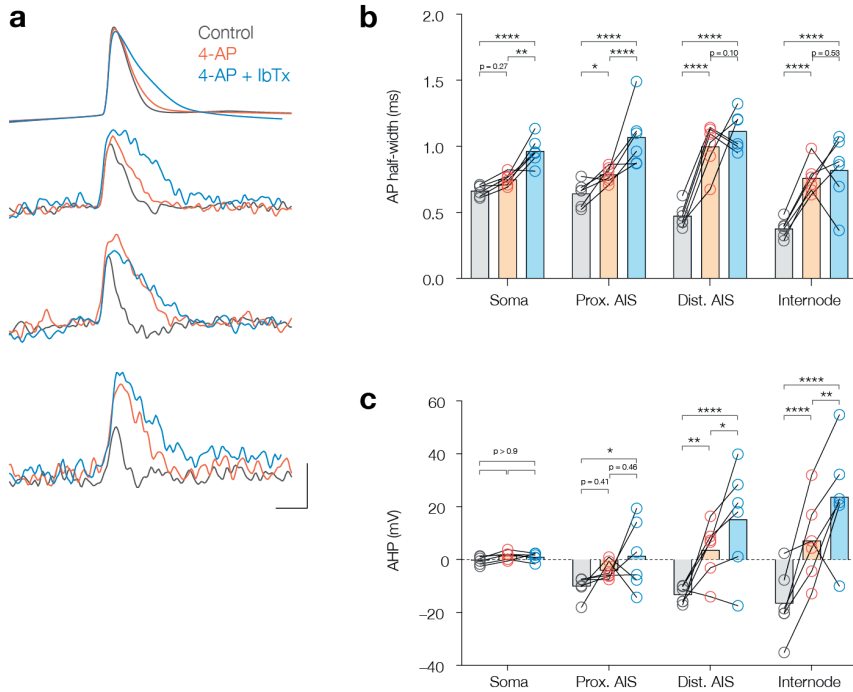 a
Control
4-AP
4-AP + IbTx
b
AP half-width (ms)
2.0
1.5
1.0
0.5
0.0
**** **** **** ****
p = 0.27 ** * **** **** p = 0.10 **** p = 0.53
Soma Prox. AIS Dist. AIS Internode
c
AHP (mV)
60
40
20
0
−20
−40
p > 0.9
* p = 0.41 p = 0.46
**** ** *
**** **** **
Soma Prox. AIS Dist. AIS Internode